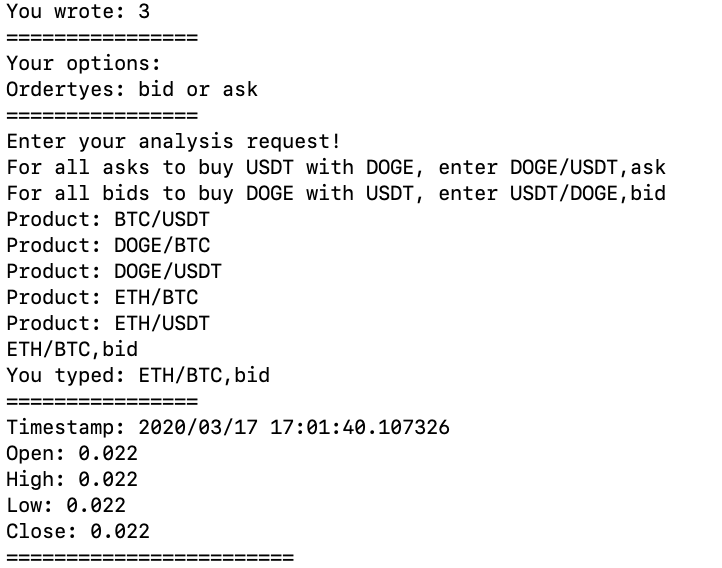 You wrote: 3
================
Your options:
Ordertyes: bid or ask
================
Enter your analysis request!
For all asks to buy USDT with DOGE, enter DOGE/USDT,ask
For all bids to buy DOGE with USDT, enter USDT/DOGE,bid
Product: BTC/USDT
Product: DOGE/BTC
Product: DOGE/USDT
Product: ETH/BTC
Product: ETH/USDT
ETH/BTC,bid
You typed: ETH/BTC,bid
================
Timestamp: 2020/03/17 17:01:40.107326
Open: 0.022
High: 0.022
Low: 0.022
Close: 0.022
========================